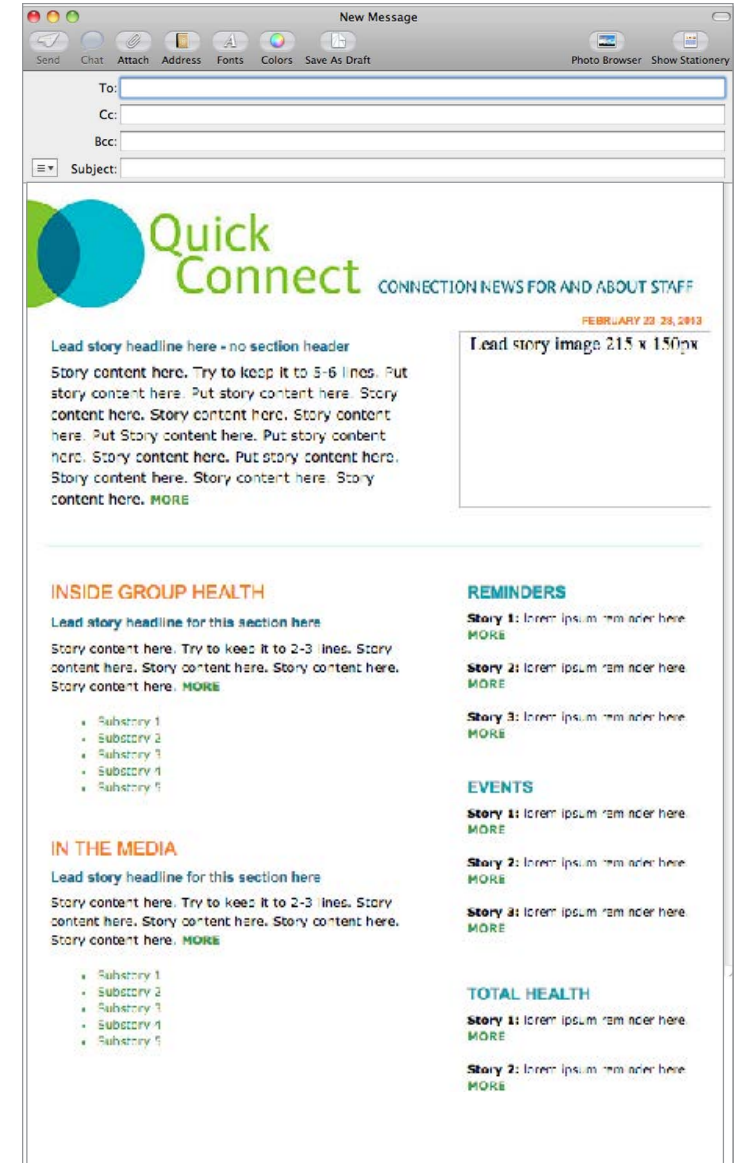 New Message
Send Chat Attach Address Fonts Colors Save As Draft Photo Browser Show Stationery
To:
Cc:
Bcc:
Subject:
Quick
Connect
CONNECTION NEWS FOR AND ABOUT STAFF
FEBRUARY 23-28, 2013
Lead story headline here - no section header
Story content here. Try to keep it to 5-6 lines. Put
story content here. Put story content here. Story
content here. Story content here. Story content
here. Put Story content here. Put story content
here. Story content here. Put story content here.
Story content here. Story content here. Story
content here. MORE
Lead story image 215 x 150px
INSIDE GROUP HEALTH
Lead story headline for this section here
Story content here. Try to keep it to 2-3 lines. Story
content here. Story content here. Story content here.
Story content here. MORE
• Substory 1
• Substory 2
• Substory 3
• Substory 4
• Substory 5
IN THE MEDIA
Lead story headline for this section here
Story content here. Try to keep it to 2-3 lines. Story
content here. Story content here. Story content here.
Story content here. MORE
• Substory 1
• Substory 2
• Substory 3
• Substory 4
• Substory 5
REMINDERS
Story 1: lorem ipsum reminder here.
MORE
Story 2: lorem ipsum reminder here.
MORE
Story 3: lorem ipsum reminder here.
MORE
EVENTS
Story 1: lorem ipsum reminder here.
MORE
Story 2: lorem ipsum reminder here.
MORE
Story 3: lorem ipsum reminder here.
MORE
TOTAL HEALTH
Story 1: lorem ipsum reminder here.
MORE
Story 2: lorem ipsum reminder here.
MORE